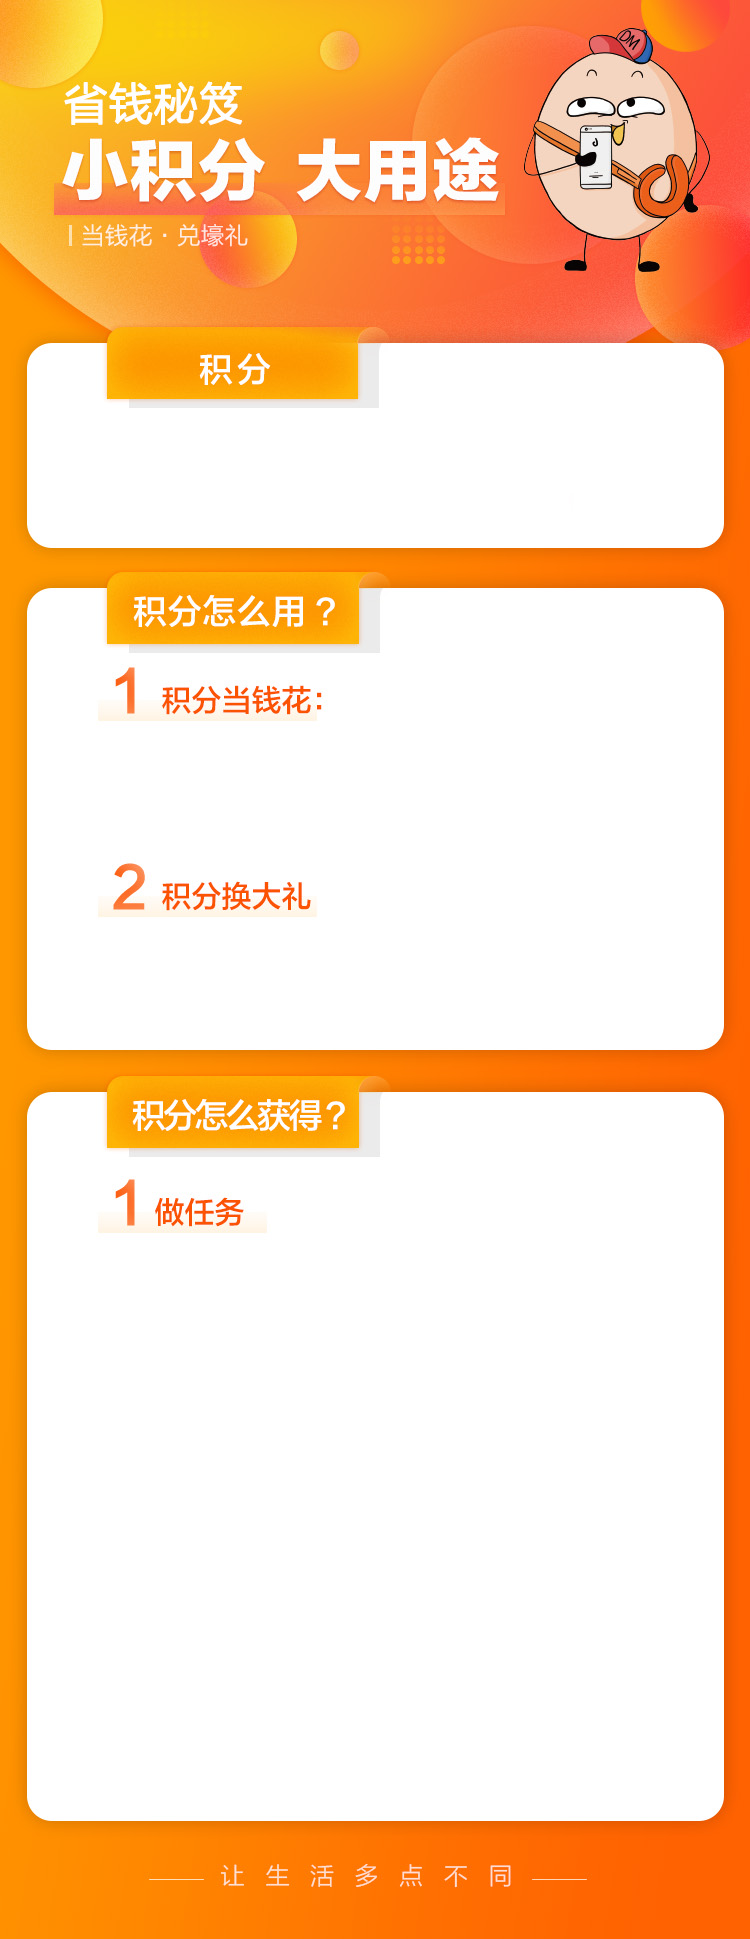 省钱秘笈
小积分 大用途
当钱花·兑壕礼
DM
积分
积分怎么用？
1 积分当钱花：
2 积分换大礼
积分怎么获得？
1 做任务
让生活多点不同